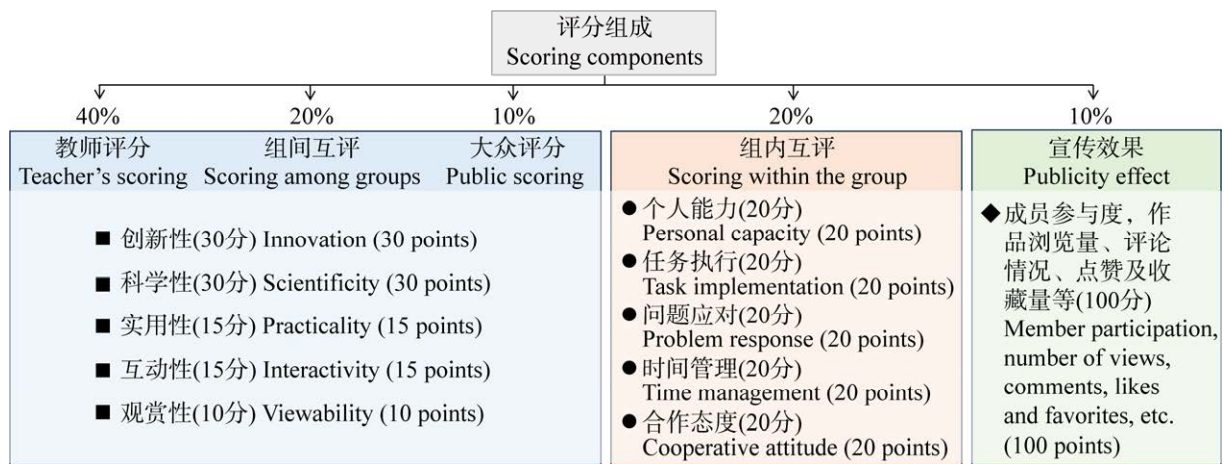 评分组成
Scoring components
40%
20%
10%
20%
10%
教师评分
Teacher's scoring
组间互评
Scoring among groups
大众评分
Public scoring
■ 创新性(30分) Innovation (30 points)
■ 科学性(30分) Scientificity (30 points)
■ 实用性(15分) Practicality (15 points)
■ 互动性(15分) Interactivity (15 points)
■ 观赏性(10分) Viewability (10 points)
组内互评
Scoring within the group
● 个人能力(20分)
Personal capacity (20 points)
● 任务执行(20分)
Task implementation (20 points)
● 问题应对(20分)
Problem response (20 points)
● 时间管理(20分)
Time management (20 points)
● 合作态度(20分)
Cooperative attitude (20 points)
宣传效果
Publicity effect
◆ 成员参与度，作
品浏览量、评论
情况、点赞及收
藏量等(100分)
Member participation,
number of views,
comments, likes
and favorites, etc.
(100 points)